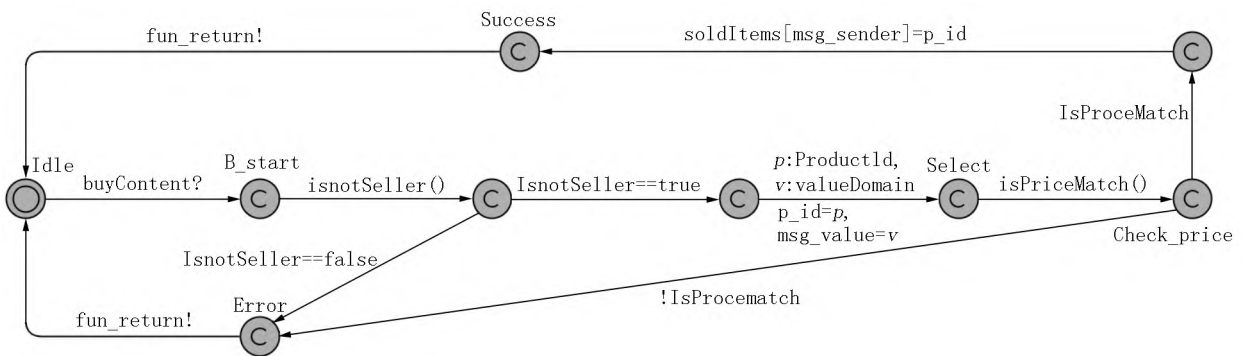 Success
fun_return!
soldItems[msg_sender]=p_id
C
C
IsProceMatch
Idle
B_start
p:ProductId,
v:valueDomain
Select
buyContent?
isnotSeller()
IsnotSeller==true
isPriceMatch()
C
C
C
C
C
p_id=p,
msg_value=v
Check_price
IsnotSeller==false
!IsProcematch
Error
fun_return!
C